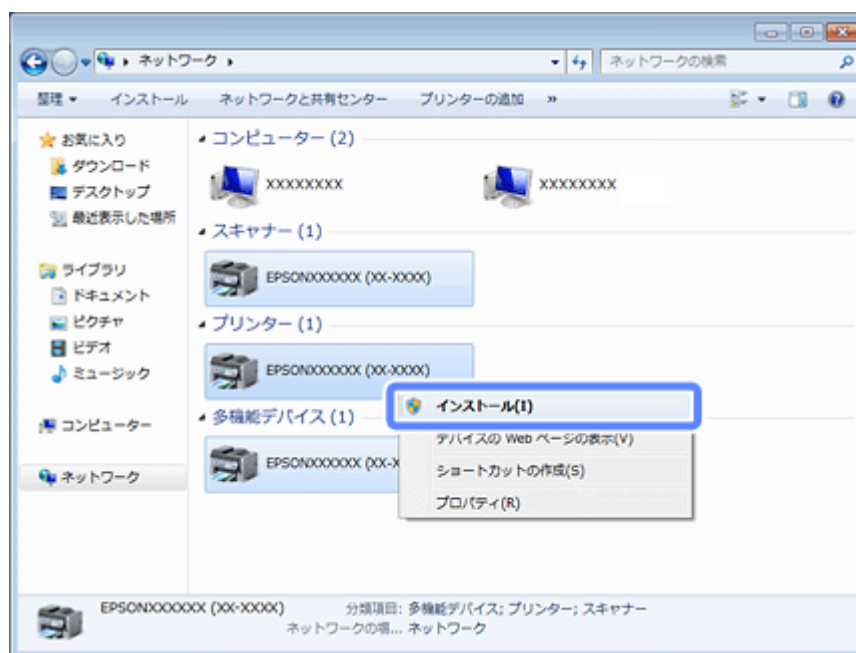 ネットワーク
ネットワークの検索
整理 インストール ネットワークと共有センター プリンターの追加 »
お気に入り
ダウンロード
デスクトップ
最近表示した場所
ライブラリ
ドキュメント
ピクチャ
ビデオ
ミュージック
コンピューター
ネットワーク
コンピューター (2)
XXXXXXXX XXXXXXXX
スキャナー (1)
EPSONXXXXXX (XX-XXXX)
プリンター (1)
EPSONXXXXXX (XX-XXXX)
多機能デバイス (1)
EPSONXXXXXX (XX-X
インストール(I)
デバイスの Web ページの表示(V)
ショートカットの作成(S)
プロパティ(R)
EPSONXXXXXX (XX-XXXX) 分類項目: 多機能デバイス; プリンター; スキャナー
ネットワークの場... ネットワーク